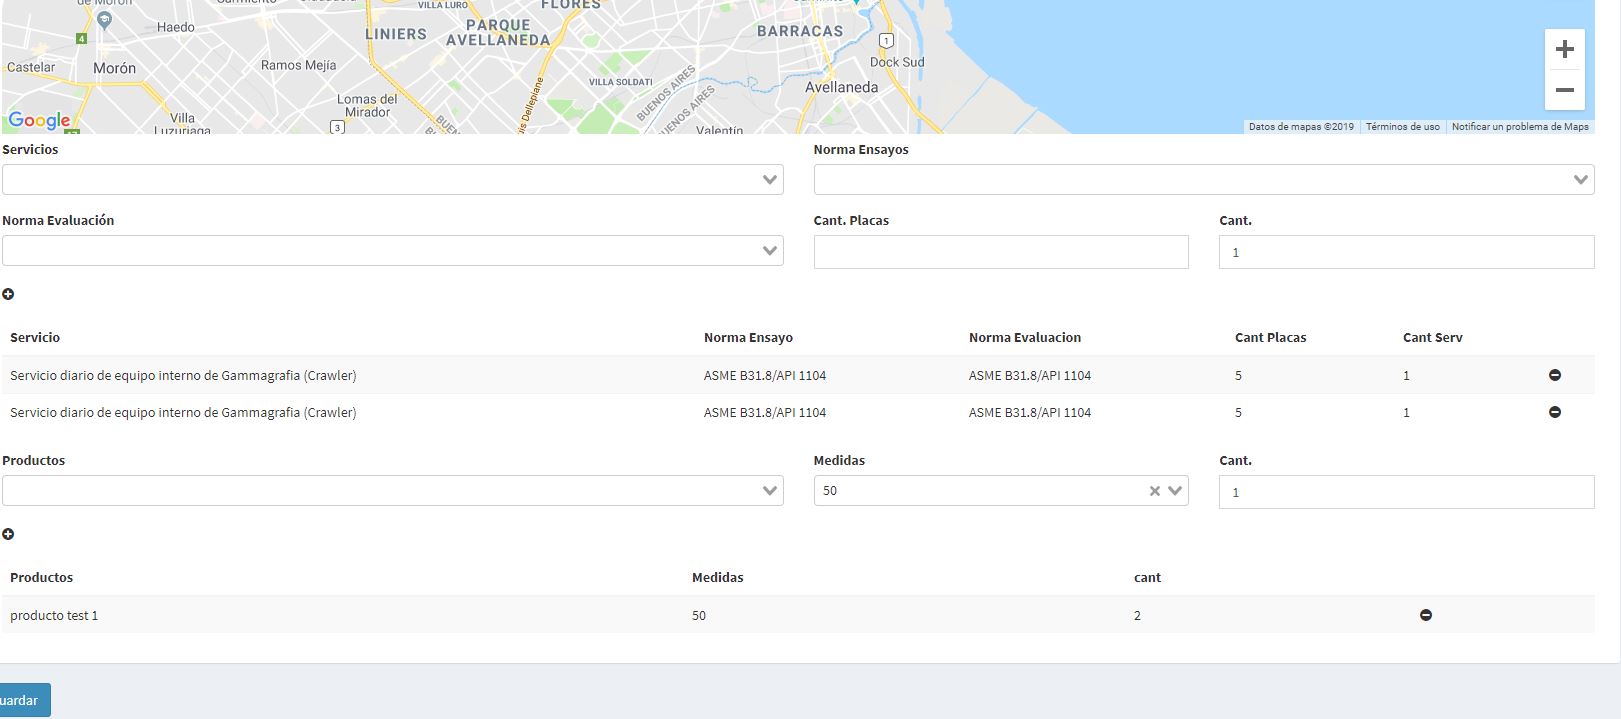 VILLA LURO
FLORES
Haedo
LINIERS
PARQUE
AVELLANEDA
BARRACAS
1
4
Castelar
Morón
Ramos Mejía
Dock Sud
VILLA SOLDATI
BUENOS AIRES
Avellaneda
Lomas del
Mirador
BUENOS AIRES
Google
Villa
Luzuriaga
3
Valentín
Datos de mapas ©2019
Términos de uso
Notificar un problema de Maps
Servicios
Norma Ensayos
Norma Evaluación
Cant. Placas
Cant.
1
Servicio Norma Ensayo Norma Evaluacion Cant Placas Cant Serv
Servicio diario de equipo interno de Gammagrafia (Crawler) ASME B31.8/API 1104 ASME B31.8/API 1104 5 1
Servicio diario de equipo interno de Gammagrafia (Crawler) ASME B31.8/API 1104 ASME B31.8/API 1104 5 1
Productos
Medidas
Cant.
50
1
Productos Medidas cant
producto test 1 50 2
uardar